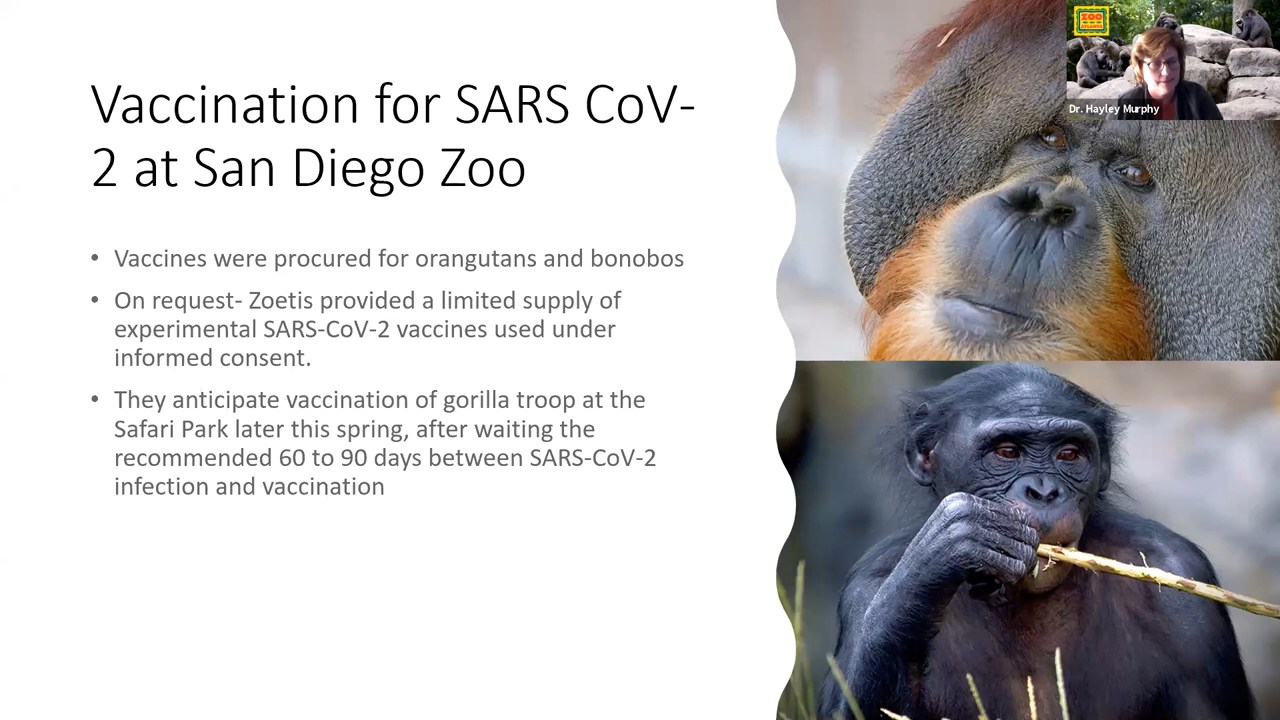 Vaccination for SARS CoV-
2 at San Diego Zoo
• Vaccines were procured for orangutans and bonobos
• On request- Zoetis provided a limited supply of
experimental SARS-CoV-2 vaccines used under
informed consent.
• They anticipate vaccination of gorilla troop at the
Safari Park later this spring, after waiting the
recommended 60 to 90 days between SARS-CoV-2
infection and vaccination
ZOO
ATLANTA
Dr. Hayley Murphy